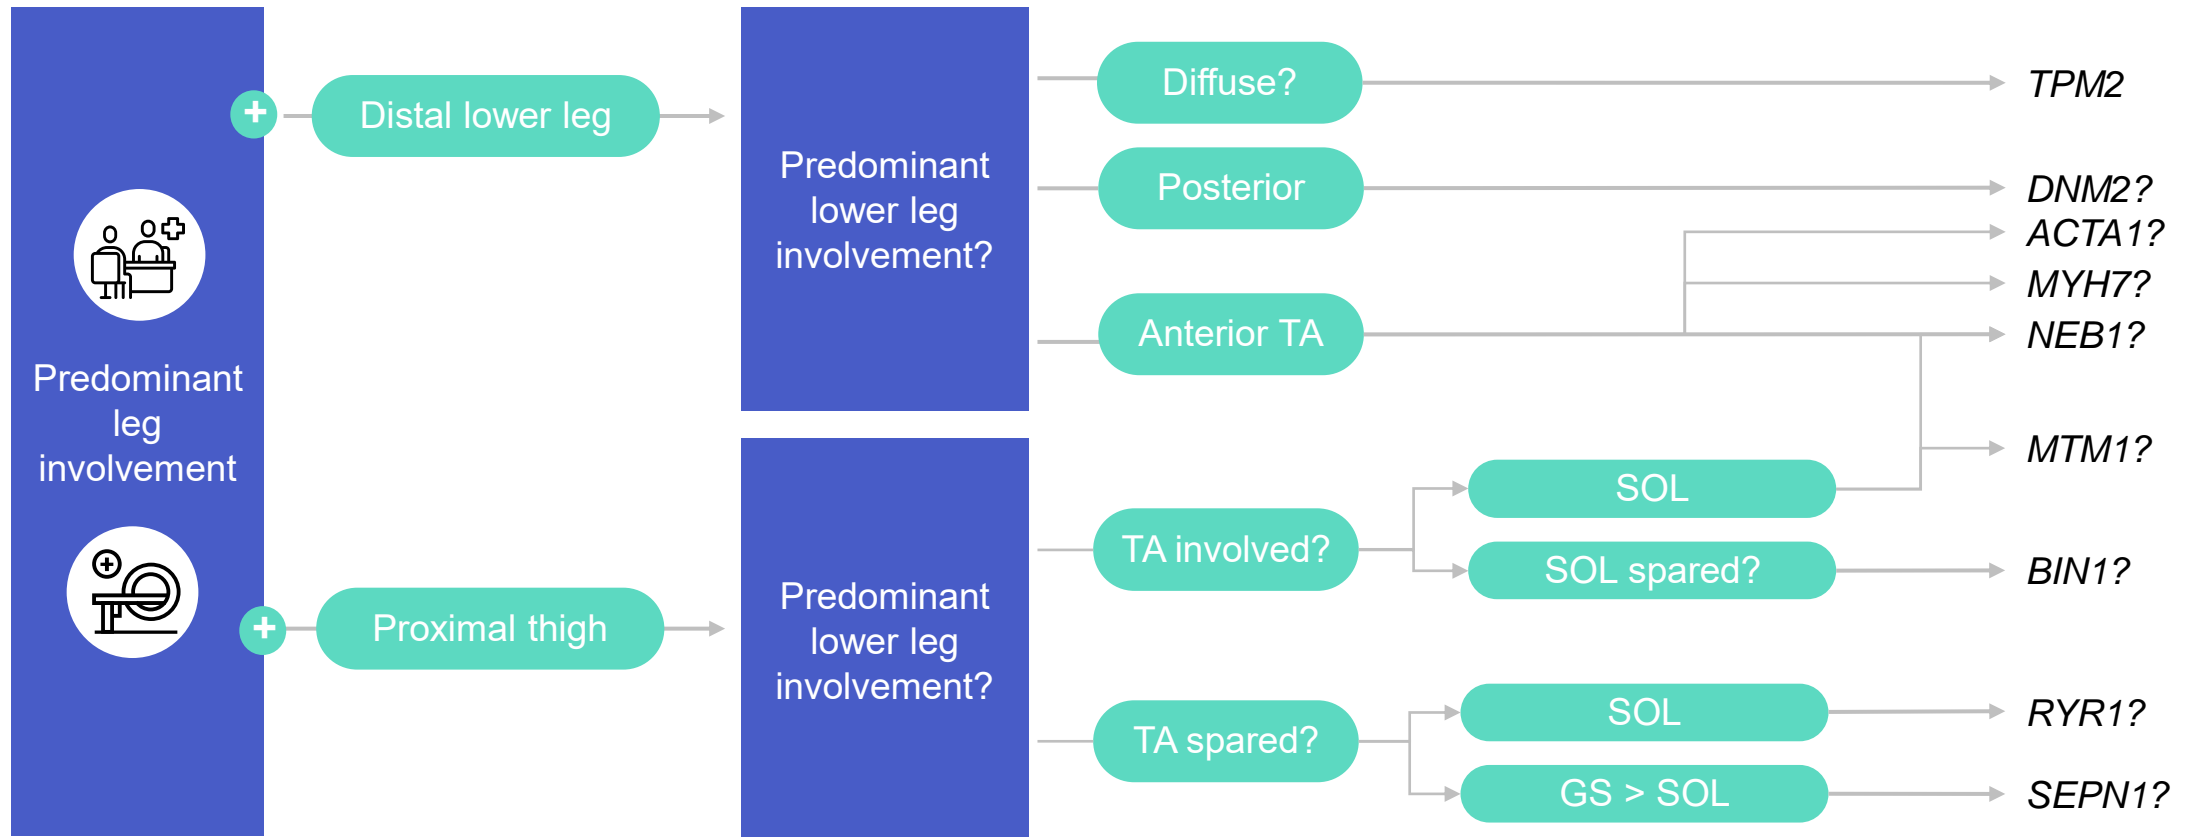 Predominant
leg
involvement
+
Distal lower leg
+
Proximal thigh
Predominant
lower leg
involvement?
Diffuse?
Posterior
Anterior TA
TPM2
DNM2?
ACTA1?
MYH7?
NEB1?
MTM1?
Predominant
lower leg
involvement?
TA involved?
SOL
SOL spared?
BIN1?
TA spared?
SOL
GS > SOL
RYR1?
SEPN1?